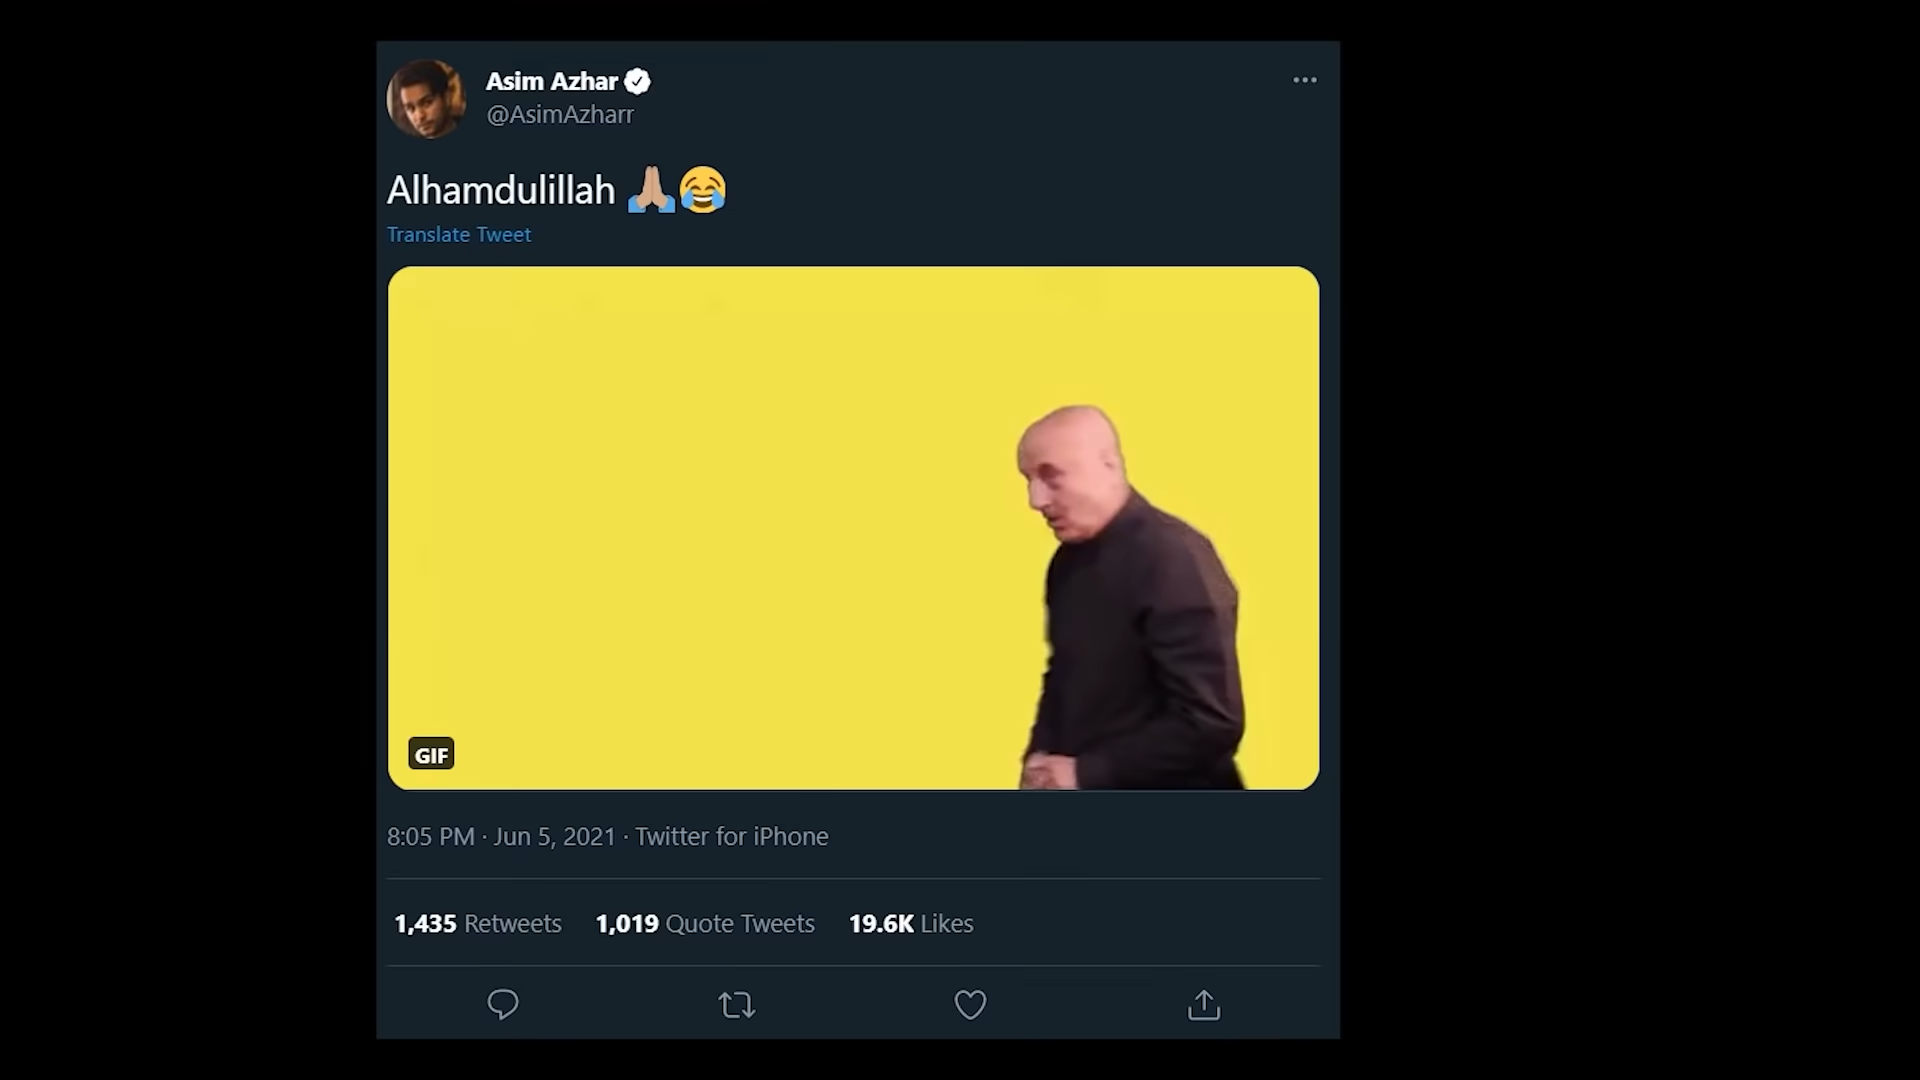 Asim Azhar
@AsimAzharr
Alhamdulillah 🙏🏼😂
Translate Tweet
GIF
8:05 PM · Jun 5, 2021 · Twitter for iPhone
1,435 Retweets 1,019 Quote Tweets 19.6K Likes